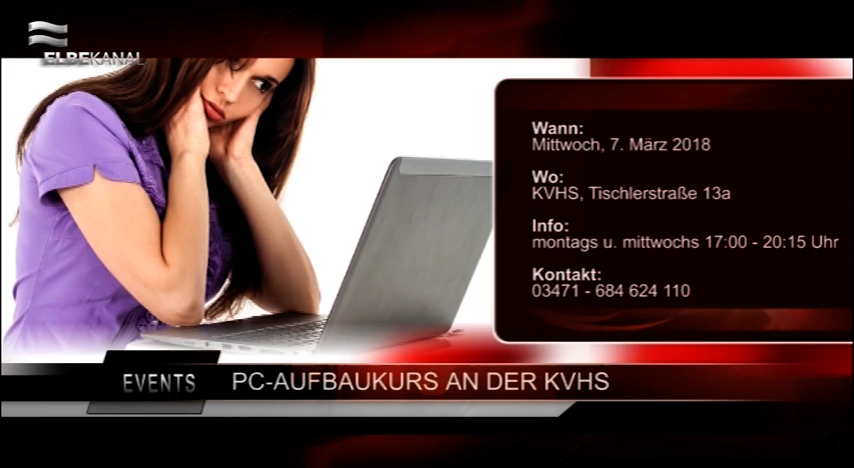 ELBEKANAL
Wann:
Mittwoch, 7. März 2018
Wo:
KVHS, Tischlerstraße 13a
Info:
montags u. mittwochs 17:00 - 20:15 Uhr
Kontakt:
03471 - 684 624 110
EVENTS PC-AUFBAUKURS AN DER KVHS